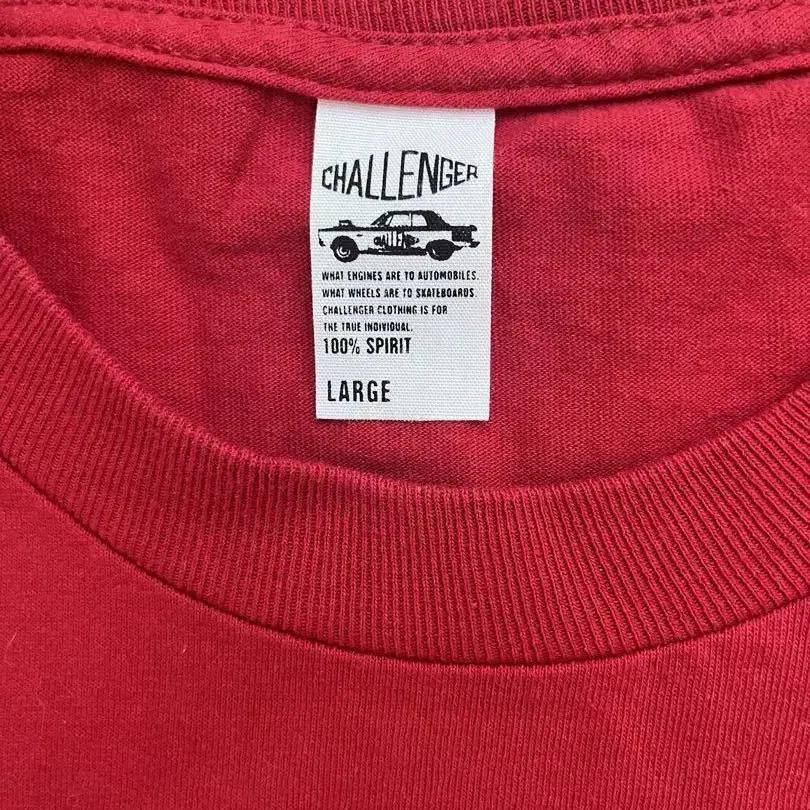 CHALLENGER
CHALLENGER
WHAT ENGINES ARE TO AUTOMOBILES.
WHAT WHEELS ARE TO SKATEBOARDS.
CHALLENGER CLOTHING IS FOR
THE TRUE INDIVIDUAL.
100% SPIRIT
LARGE